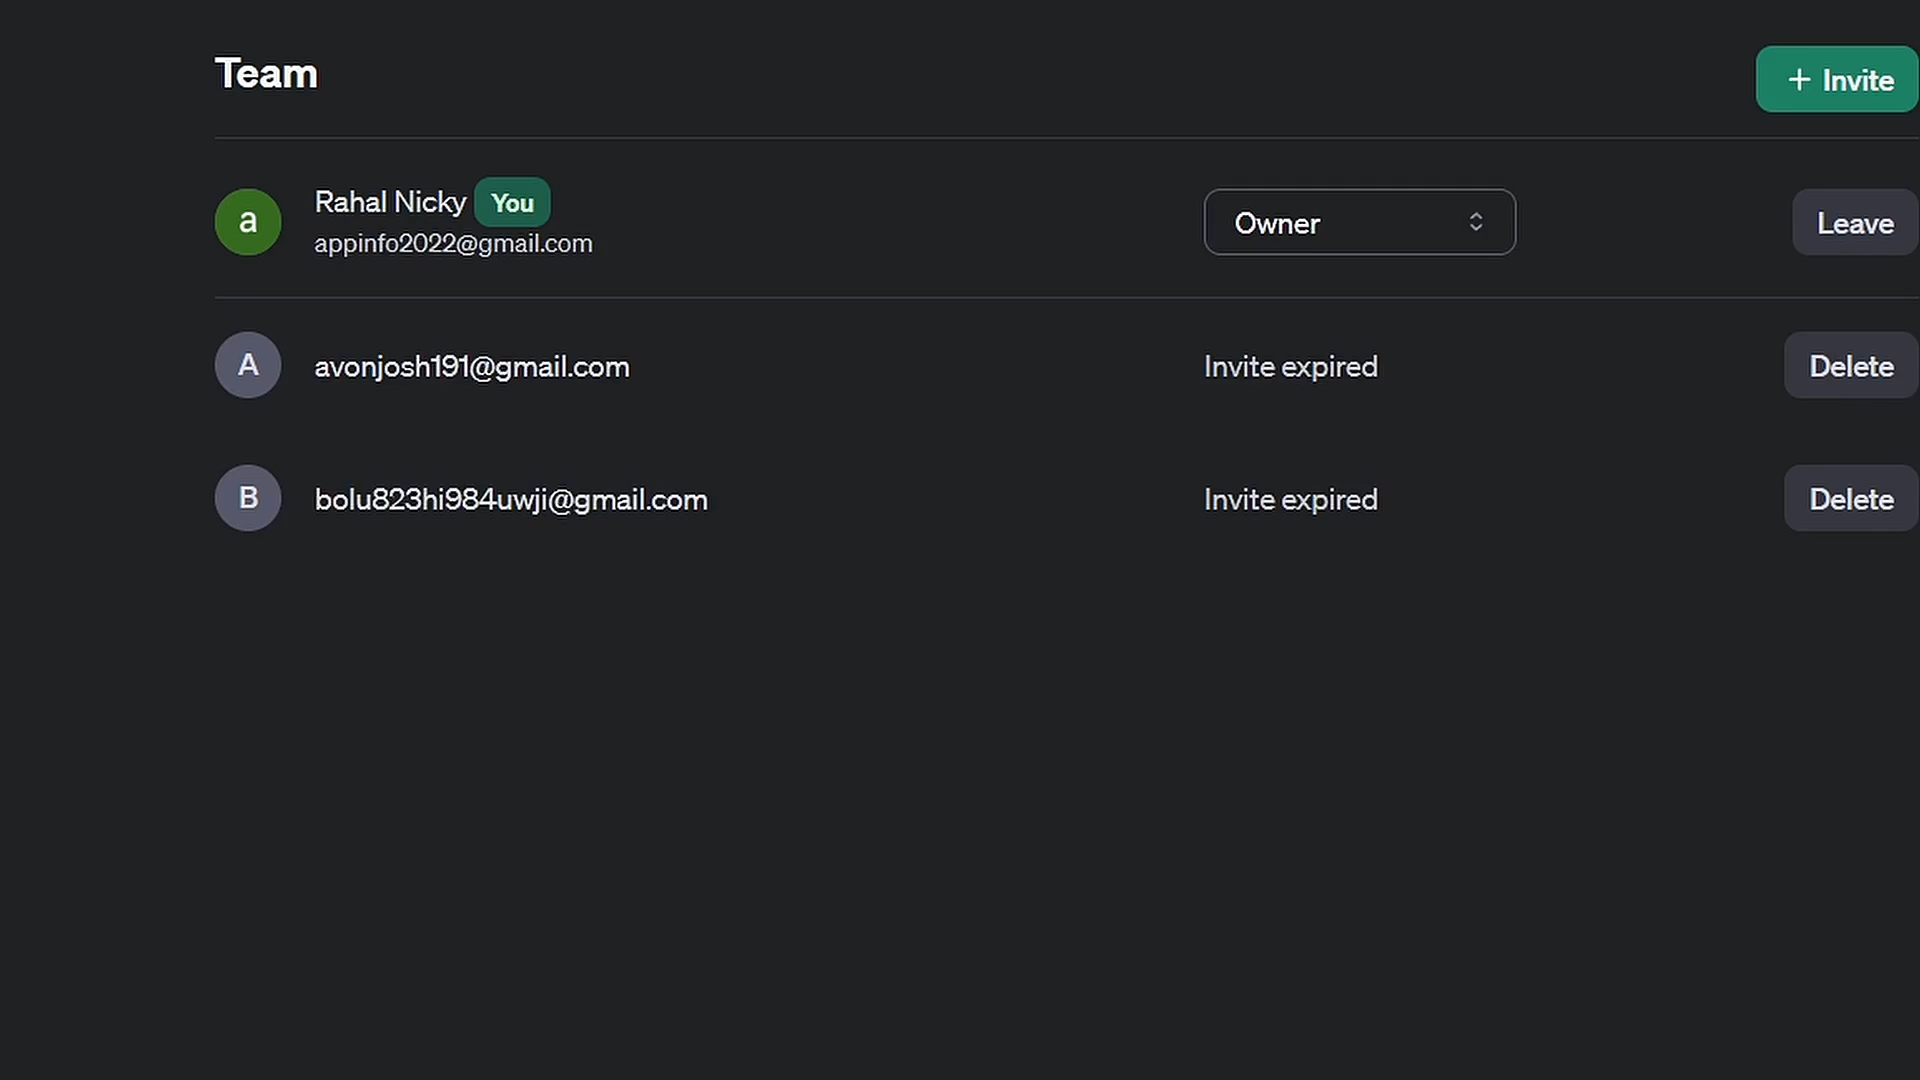 Team
+ Invite
a
Rahal Nicky You
appinfo2022@gmail.com
Owner
Leave
A
avonjosh191@gmail.com
Invite expired
Delete
B
bolu823hi984uwji@gmail.com
Invite expired
Delete